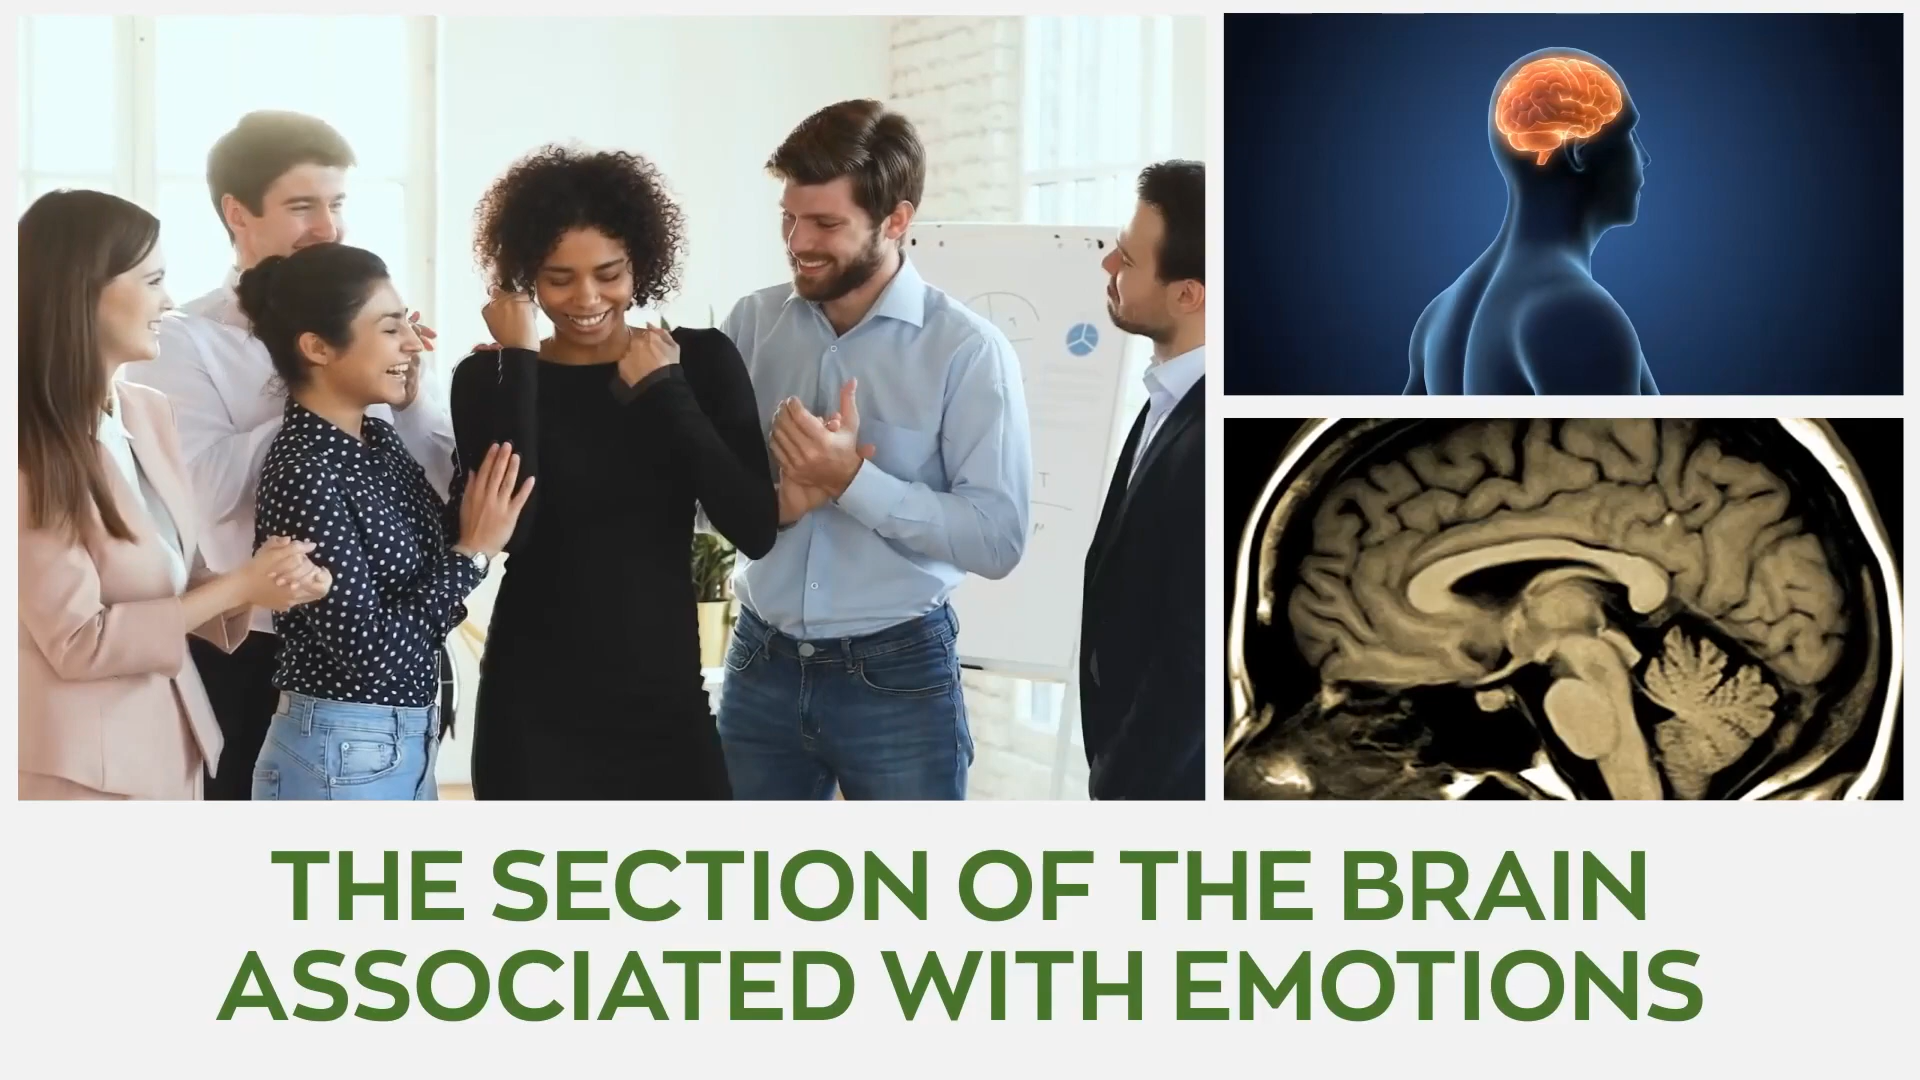 THE SECTION OF THE BRAIN
ASSOCIATED WITH EMOTIONS